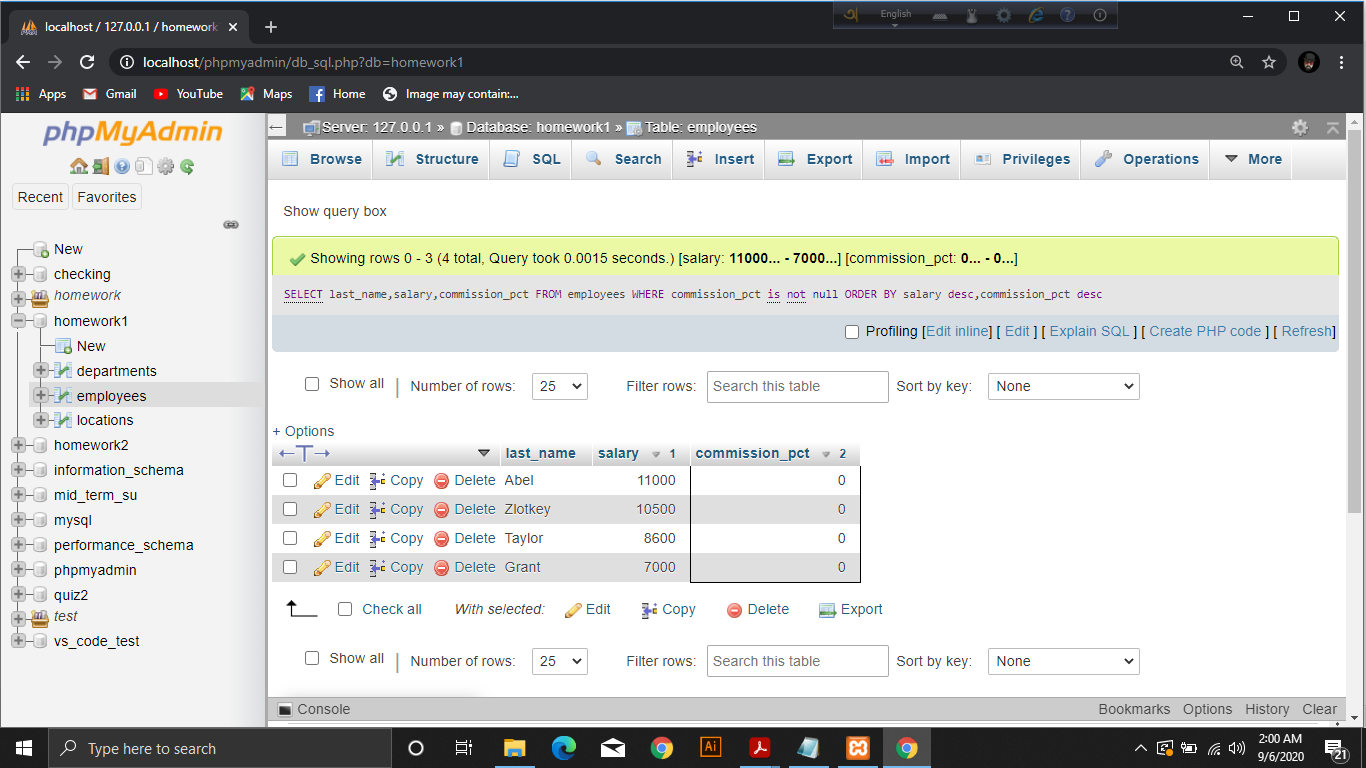 localhost / 127.0.0.1 / homework
English
localhost/phpmyadmin/db_sql.php?db=homework1
Apps Gmail YouTube Maps Home Image may contain:...
phpMyAdmin
Recent Favorites
New
checking
homework
homework1
New
departments
employees
locations
homework2
information_schema
mid_term_su
mysql
performance_schema
phpmyadmin
quiz2
test
vs_code_test
Server: 127.0.0.1 » Database: homework1 » Table: employees
Browse Structure SQL Search Insert Export Import Privileges Operations More
Show query box
Showing rows 0 - 3 (4 total, Query took 0.0015 seconds.) [salary: 11000... - 7000...] [commission_pct: 0... - 0...]
SELECT last_name,salary,commission_pct FROM employees WHERE commission_pct is not null ORDER BY salary desc,commission_pct desc
Profiling [Edit inline] [ Edit ] [ Explain SQL ] [ Create PHP code ] [ Refresh]
Show all | Number of rows: 25 Filter rows: Search this table Sort by key: None
+ Options
←T→ last_name salary 1 commission_pct 2
Edit Copy Delete Abel 11000 0
Edit Copy Delete Zlotkey 10500 0
Edit Copy Delete Taylor 8600 0
Edit Copy Delete Grant 7000 0
Check all With selected: Edit Copy Delete Export
Show all | Number of rows: 25 Filter rows: Search this table Sort by key: None
Console Bookmarks Options History Clear
Type here to search
Ai
2:00 AM
9/6/2020
21